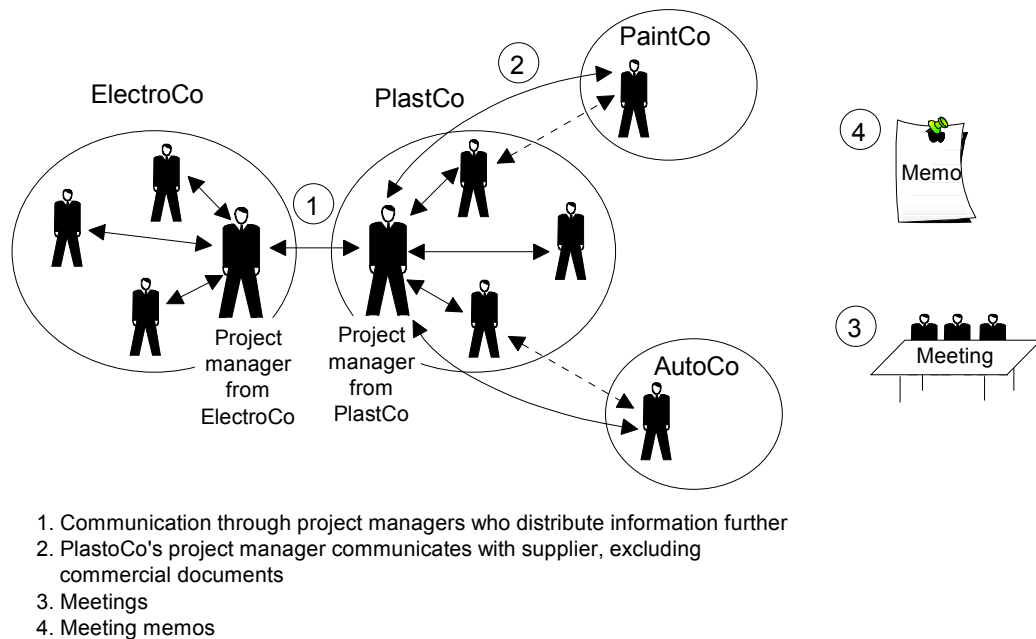 PaintCo
2
ElectroCo
PlastCo
4
Memo
1
Project
manager
from
ElectroCo
Project
manager
from
PlastCo
3
Meeting
AutoCo
1. Communication through project managers who distribute information further
2. PlastoCo's project manager communicates with supplier, excluding
commercial documents
3. Meetings
4. Meeting memos